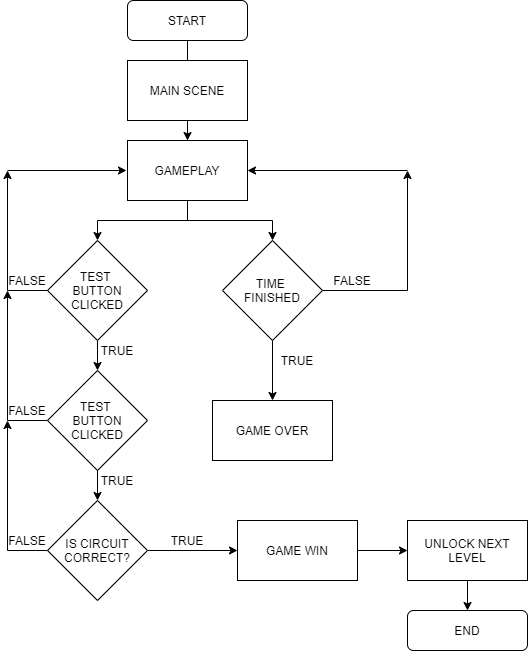 START
MAIN SCENE
GAMEPLAY
FALSE
TEST
BUTTON
CLICKED
TIME
FINISHED
FALSE
TRUE
TRUE
FALSE
TEST
BUTTON
CLICKED
GAME OVER
TRUE
FALSE
IS CIRCUIT
CORRECT?
TRUE
GAME WIN
UNLOCK NEXT
LEVEL
END